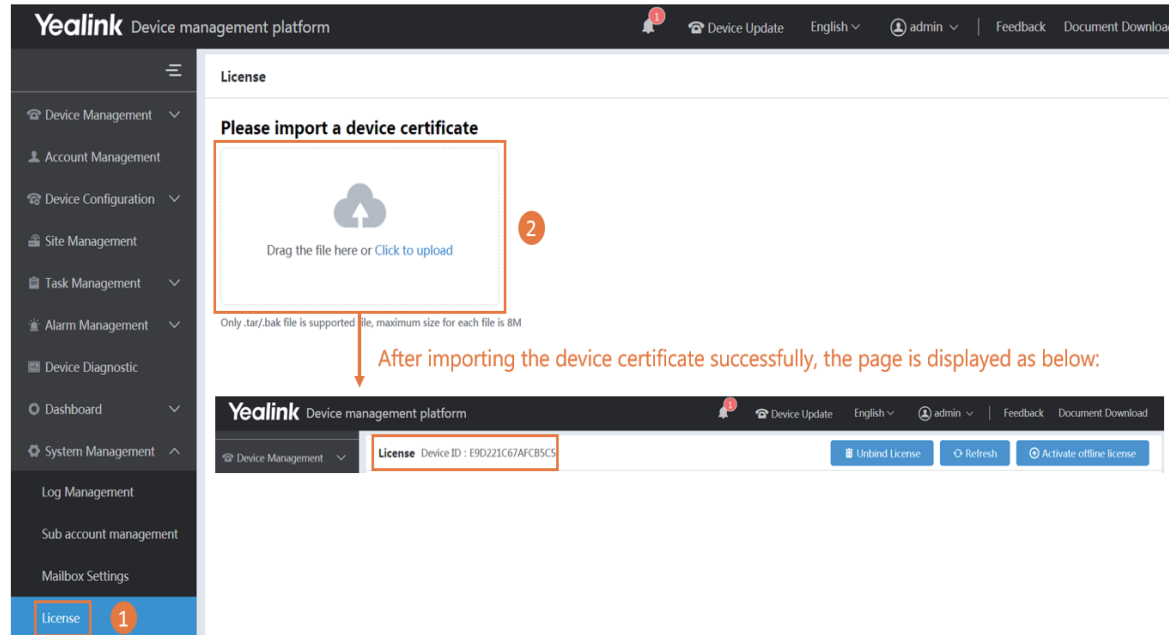 Yealink Device management platform
1
Device Update
English
admin
Feedback
Document Download
License
Device Management
Account Management
Device Configuration
Site Management
Task Management
Alarm Management
Device Diagnostic
Dashboard
System Management
Log Management
Sub account management
Mailbox Settings
License
1
Please import a device certificate
Drag the file here or Click to upload
2
Only .tar/.bak file is supported file, maximum size for each file is 8M
After importing the device certificate successfully, the page is displayed as below:
Yealink Device management platform
1
Device Update
English
admin
Feedback
Document Download
Device Management
License Device ID : E9D221C67AFCB5C5
Unbind License
Refresh
Activate offline license